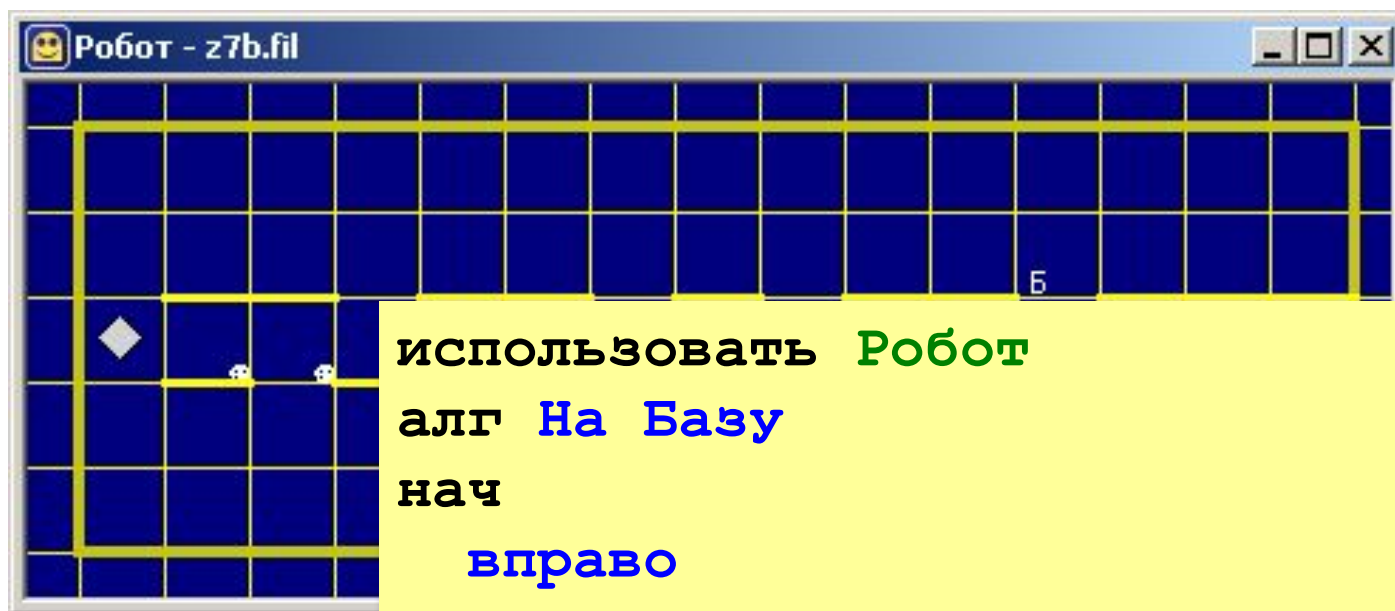 Робот - z7b.fil
Б
использовать Робот
алг На Базу
нач
вправо